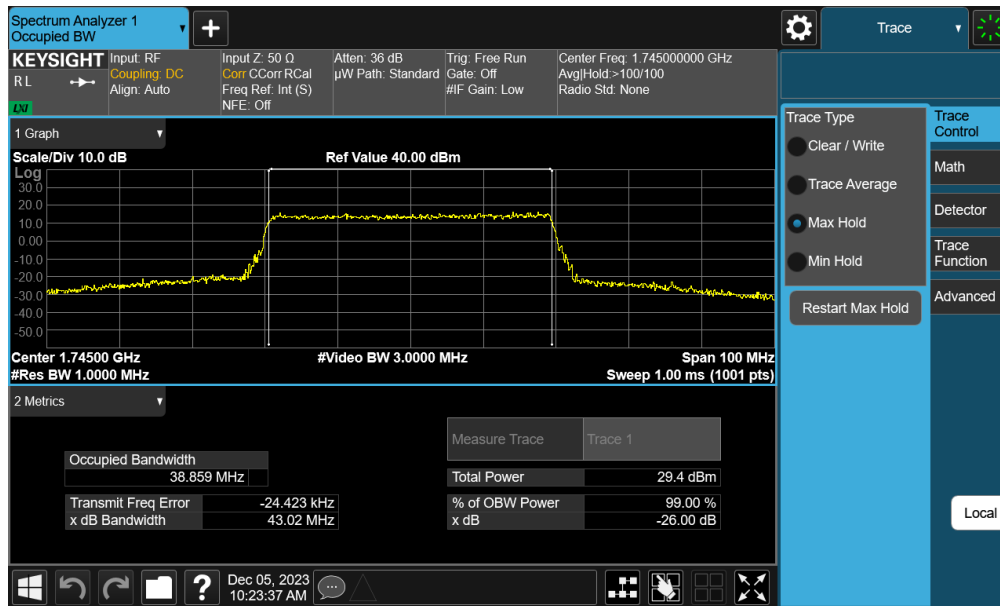 Spectrum Analyzer 1
Occupied BW
▼
+
Trace
▼
KEYSIGHT
RL
LXI
Input: RF
Coupling: DC
Align: Auto
Input Z: 50 Ω
Corr CCorr RCal
Freq Ref: Int (S)
NFE: Off
Atten: 36 dB
µW Path: Standard
Trig: Free Run
Gate: Off
#IF Gain: Low
Center Freq: 1.745000000 GHz
Avg|Hold:>100/100
Radio Std: None
1 Graph
▼
Scale/Div 10.0 dB
Ref Value 40.00 dBm
Log
30.0
20.0
10.0
0.00
-10.0
-20.0
-30.0
-40.0
-50.0
Center 1.74500 GHz
#Video BW 3.0000 MHz
Span 100 MHz
#Res BW 1.0000 MHz
Sweep 1.00 ms (1001 pts)
2 Metrics
▼
Measure Trace
Trace 1
Occupied Bandwidth
38.859 MHz
Total Power
29.4 dBm
Transmit Freq Error
-24.423 kHz
% of OBW Power
99.00 %
x dB Bandwidth
43.02 MHz
x dB
-26.00 dB
Trace Type
Clear / Write
Trace Average
Max Hold
Min Hold
Restart Max Hold
Trace
Control
Math
Detector
Trace
Function
Advanced
Local
?
Dec 05, 2023
10:23:37 AM